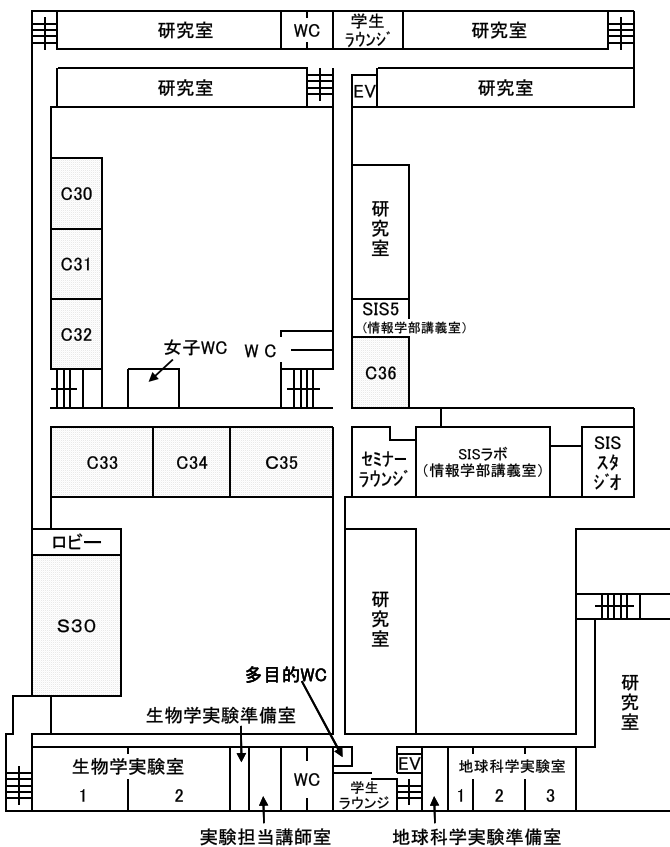 研究室
WC
学生
ラウンジ
研究室
研究室
EV
研究室
C30
研究室
C31
SIS5
(情報学部講義室)
C32
女子WC
WC
C36
C33
C34
C35
セミナー
ラウンジ
SISラボ
(情報学部講義室)
SIS
スタ
ジオ
ロビー
S30
研究室
研究室
多目的WC
生物学実験準備室
生物学実験室
1
2
WC
学生
ラウンジ
EV
地球科学実験室
1
2
3
実験担当講師室
地球科学実験準備室